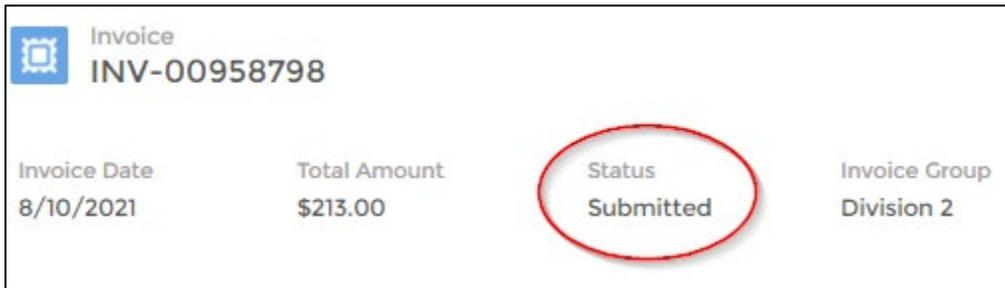 Invoice
INV-00958798
Invoice Date Total Amount Status Invoice Group
8/10/2021 $213.00 Submitted Division 2